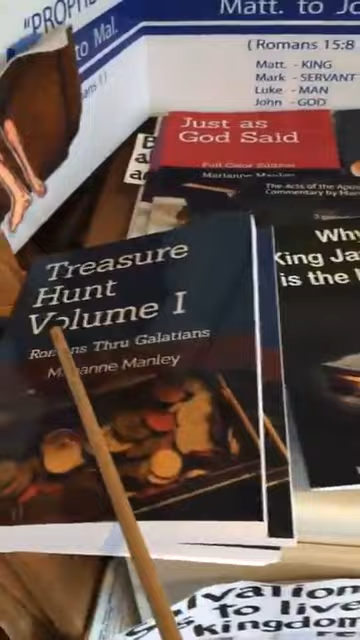 "PROPH
Matt. to Jo
to Mal.
(Romans 15:8
Matt. - KING
Mark - SERVANT
Luke - MAN
John - GOD
Just as
God Said
Full Color Edition
Marianne Manley
The Acts of the Apos
Commentary by Mar
Why
King Ja
is the
Treasure
Hunt
Volume I
Romans Thru Galatians
Marianne Manley
to live
kingdom